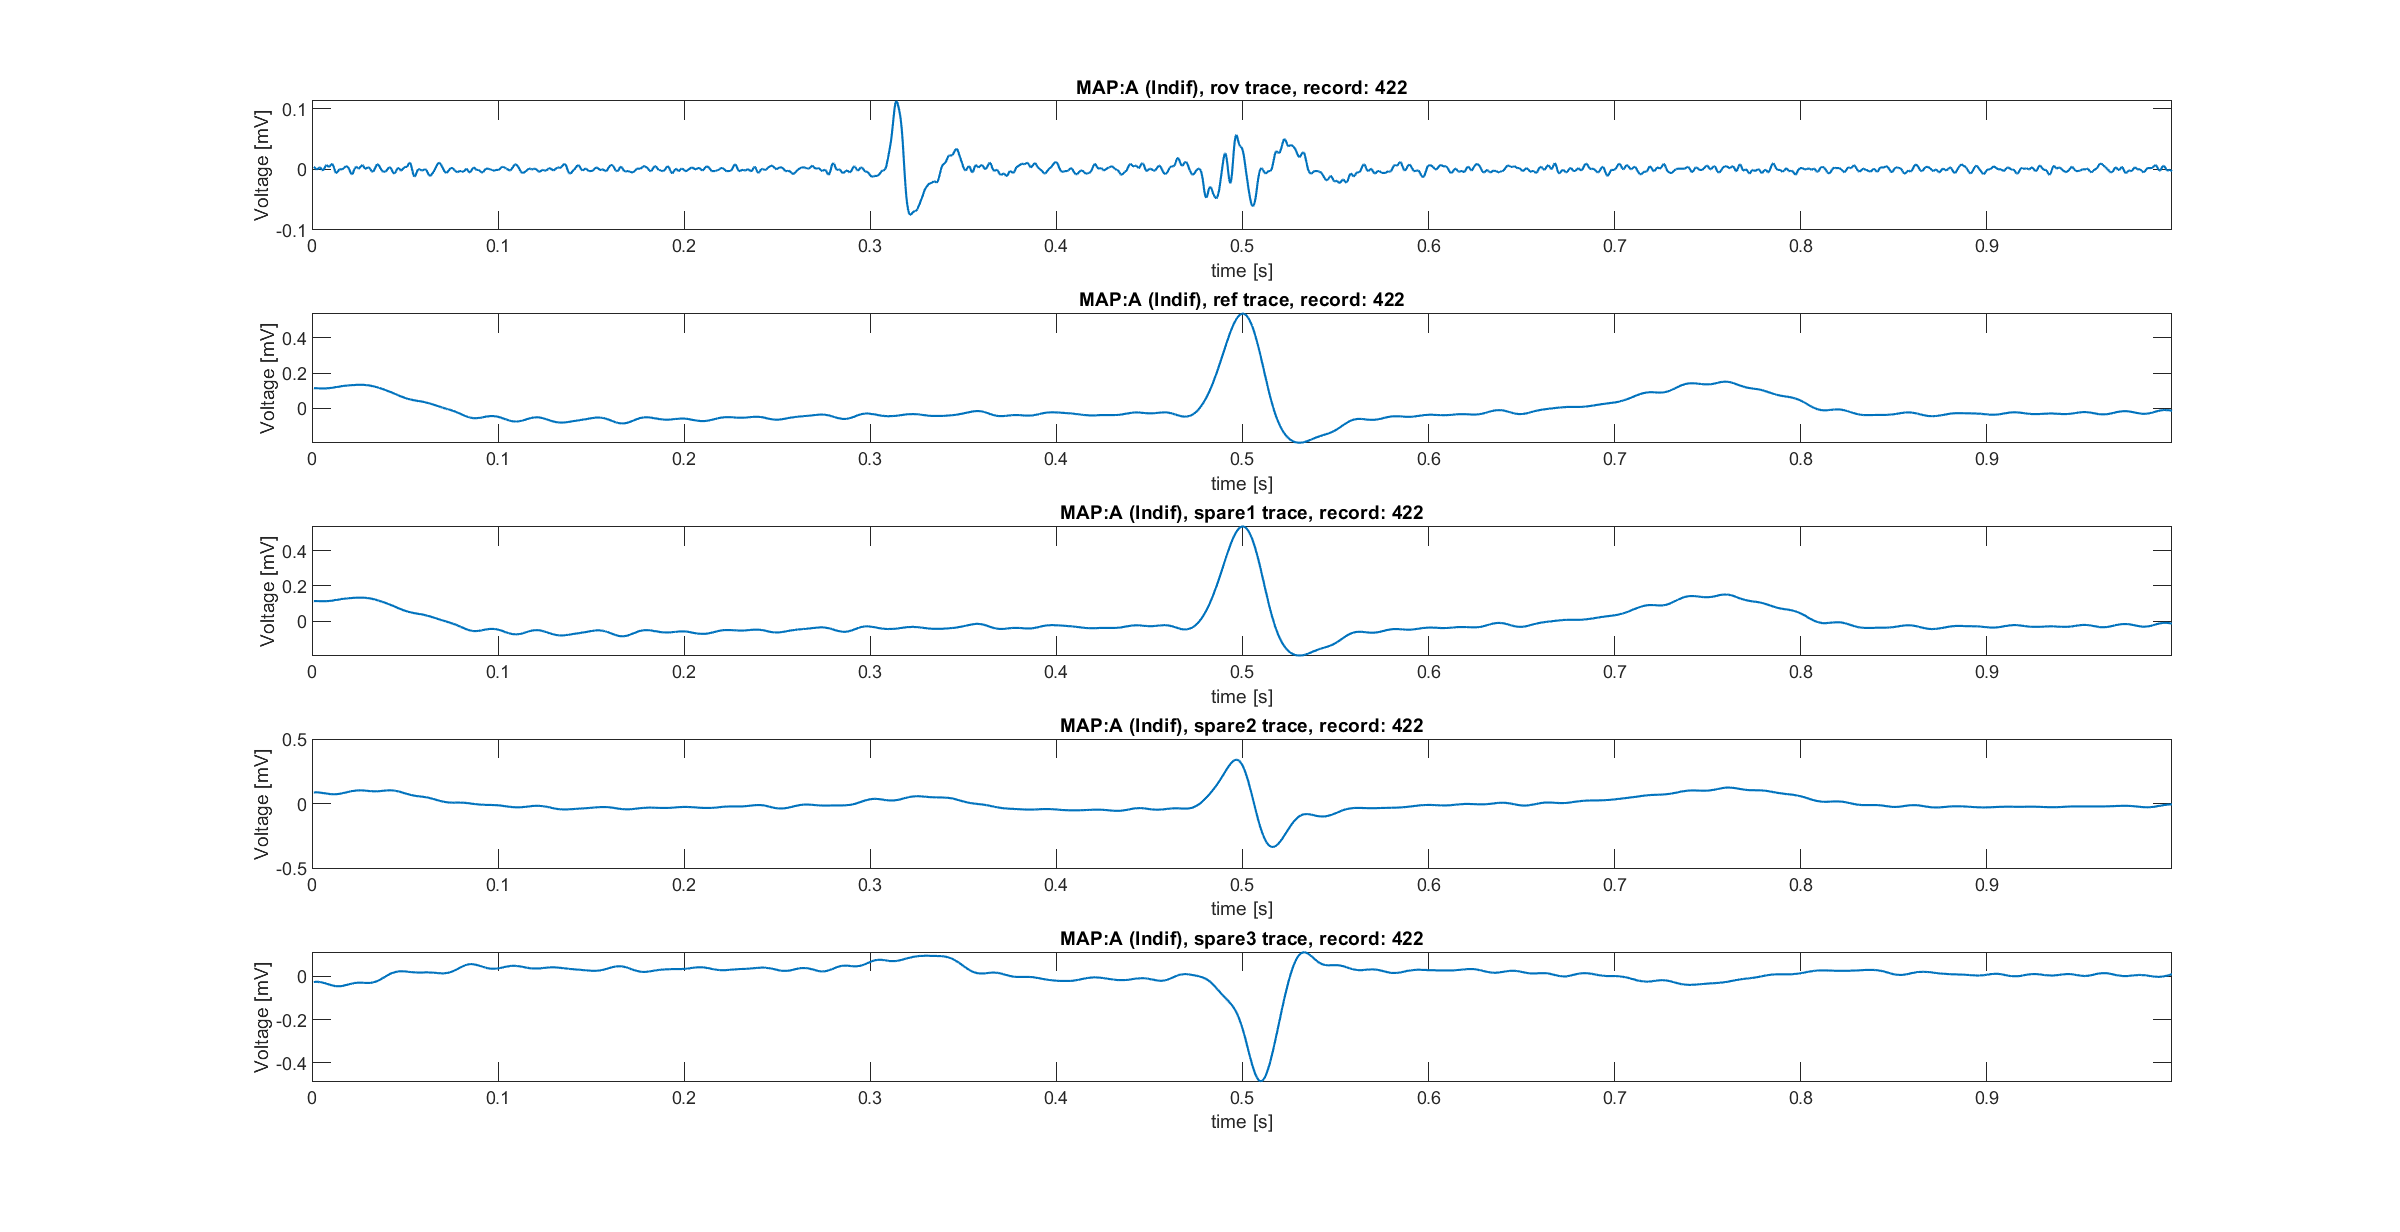 MAP:A (Indif), rov trace, record: 422
Voltage [mV]
0.1
0
-0.1
0 0.1 0.2 0.3 0.4 0.5 0.6 0.7 0.8 0.9
time [s]
MAP:A (Indif), ref trace, record: 422
Voltage [mV]
0.4
0.2
0
0 0.1 0.2 0.3 0.4 0.5 0.6 0.7 0.8 0.9
time [s]
MAP:A (Indif), spare1 trace, record: 422
Voltage [mV]
0.4
0.2
0
0 0.1 0.2 0.3 0.4 0.5 0.6 0.7 0.8 0.9
time [s]
MAP:A (Indif), spare2 trace, record: 422
Voltage [mV]
0.5
0
-0.5
0 0.1 0.2 0.3 0.4 0.5 0.6 0.7 0.8 0.9
time [s]
MAP:A (Indif), spare3 trace, record: 422
Voltage [mV]
0
-0.2
-0.4
0 0.1 0.2 0.3 0.4 0.5 0.6 0.7 0.8 0.9
time [s]